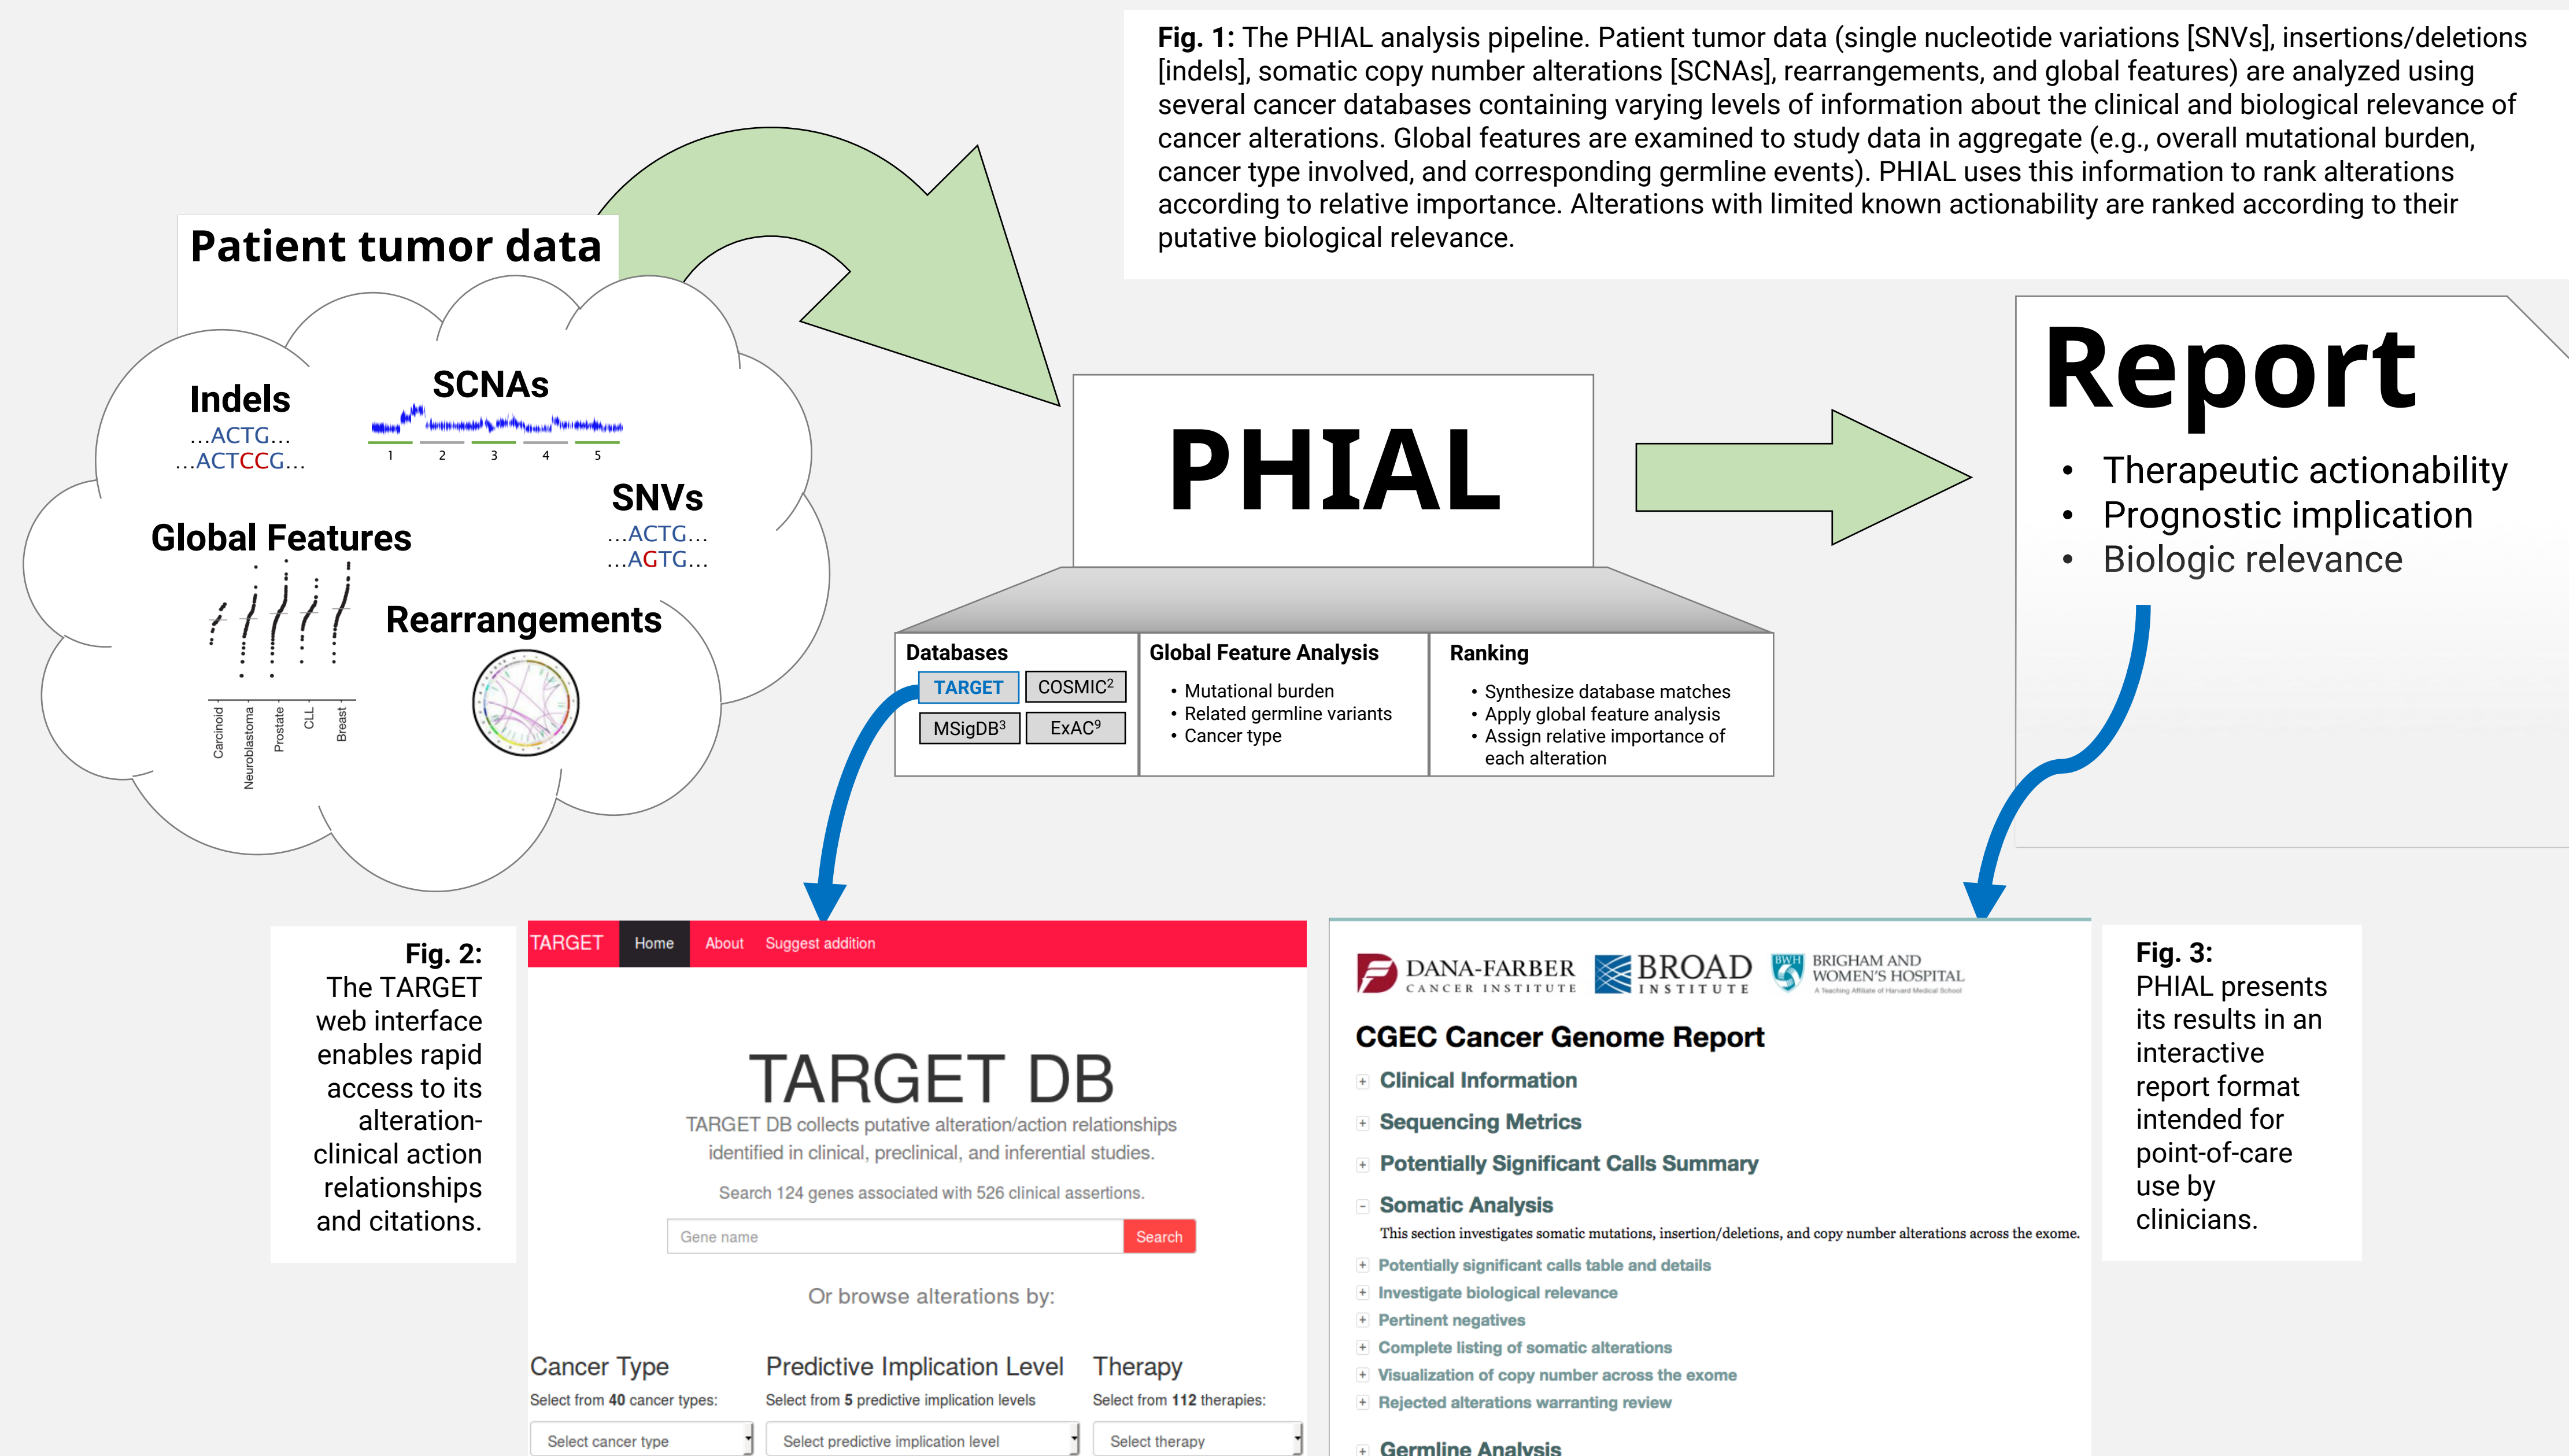 Fig. 1: The PHIAL analysis pipeline. Patient tumor data (single nucleotide variations [SNVs], insertions/deletions
[indels], somatic copy number alterations [SCNAs], rearrangements, and global features) are analyzed using
several cancer databases containing varying levels of information about the clinical and biological relevance of
cancer alterations. Global features are examined to study data in aggregate (e.g., overall mutational burden,
cancer type involved, and corresponding germline events). PHIAL uses this information to rank alterations
according to relative importance. Alterations with limited known actionability are ranked according to their
putative biological relevance.
Patient tumor data
Indels
...ACTG...
...ACTCCG...
SCNAs
1 2 3 4 5
SNVs
...ACTG...
...AGTG...
Global Features
Carcinoid
Neuroblastoma
Prostate
CLL
Breast
Rearrangements
PHIAL
Databases
TARGET
COSMIC²
MSigDB³
ExAC⁹
Global Feature Analysis
• Mutational burden
• Related germline variants
• Cancer type
Ranking
• Synthesize database matches
• Apply global feature analysis
• Assign relative importance of
each alteration
Report
• Therapeutic actionability
• Prognostic implication
• Biologic relevance
Fig. 2:
The TARGET
web interface
enables rapid
access to its
alteration-
clinical action
relationships
and citations.
TARGET Home About Suggest addition
TARGET DB
TARGET DB collects putative alteration/action relationships
identified in clinical, preclinical, and inferential studies.
Search 124 genes associated with 526 clinical assertions.
Gene name Search
Or browse alterations by:
Cancer Type
Select from 40 cancer types:
Select cancer type
Predictive Implication Level
Select from 5 predictive implication levels
Select predictive implication level
Therapy
Select from 112 therapies:
Select therapy
DANA-FARBER
CANCER INSTITUTE
BROAD
INSTITUTE
BWH
BRIGHAM AND
WOMEN'S HOSPITAL
A Teaching Affiliate of Harvard Medical School
CGEC Cancer Genome Report
+ Clinical Information
+ Sequencing Metrics
+ Potentially Significant Calls Summary
− Somatic Analysis
This section investigates somatic mutations, insertion/deletions, and copy number alterations across the exome.
+ Potentially significant calls table and details
+ Investigate biological relevance
+ Pertinent negatives
+ Complete listing of somatic alterations
+ Visualization of copy number across the exome
+ Rejected alterations warranting review
+ Germline Analysis
Fig. 3:
PHIAL presents
its results in an
interactive
report format
intended for
point-of-care
use by
clinicians.